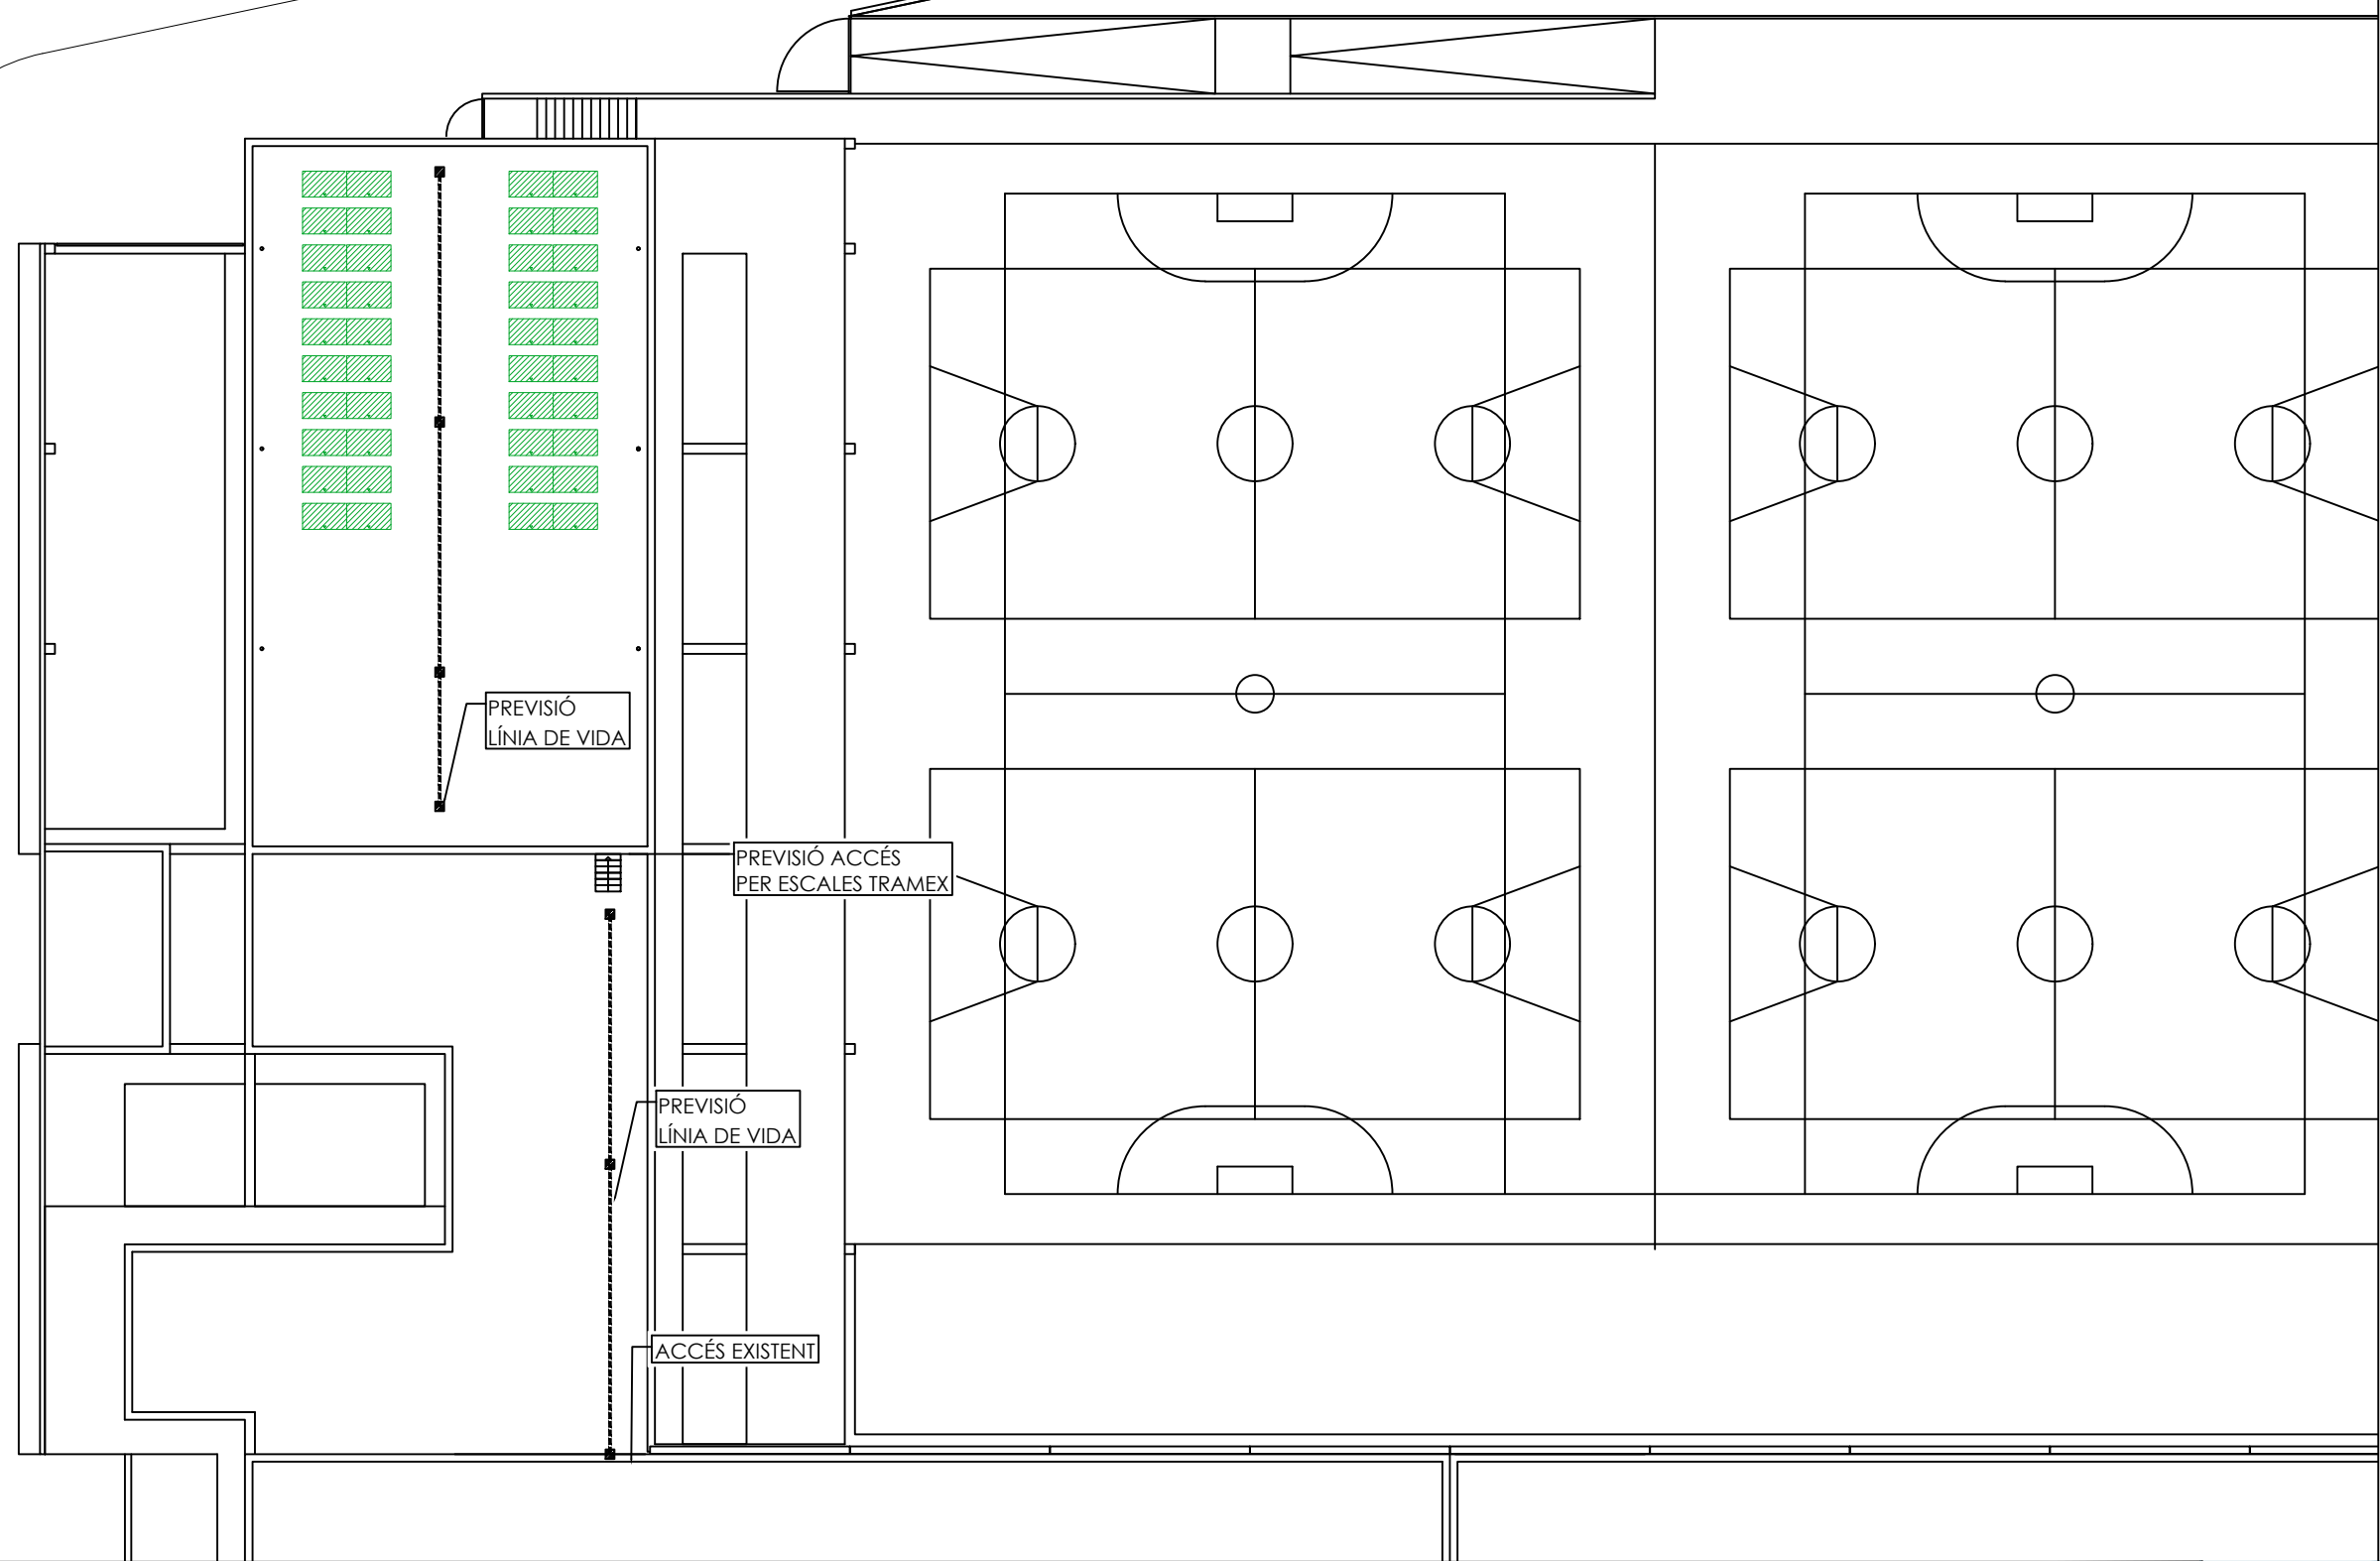 PREVISIÓ
LÍNIA DE VIDA
PREVISIÓ ACCÉS
PER ESCALES TRAMEX
PREVISIÓ
LÍNIA DE VIDA
ACCÉS EXISTENT